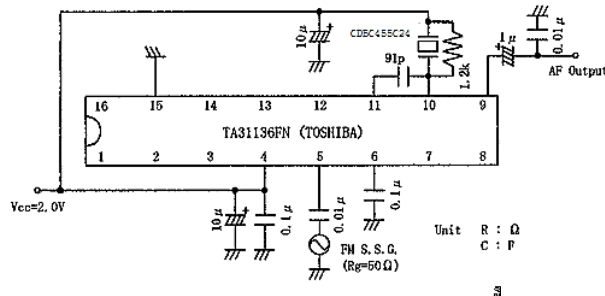 10μ
CDBC455C24
91p
1.2k
1μ
0.01μ
AF Output
16 15 14 13 12 11 10 9
TA31136FN (TOSHIBA)
1 2 3 4 5 6 7 8
Vcc=2.0V
10μ
0.1μ
0.01μ
0.1μ
FM S.S.G.
(Rg=50Ω)
Unit R : Ω
C : F